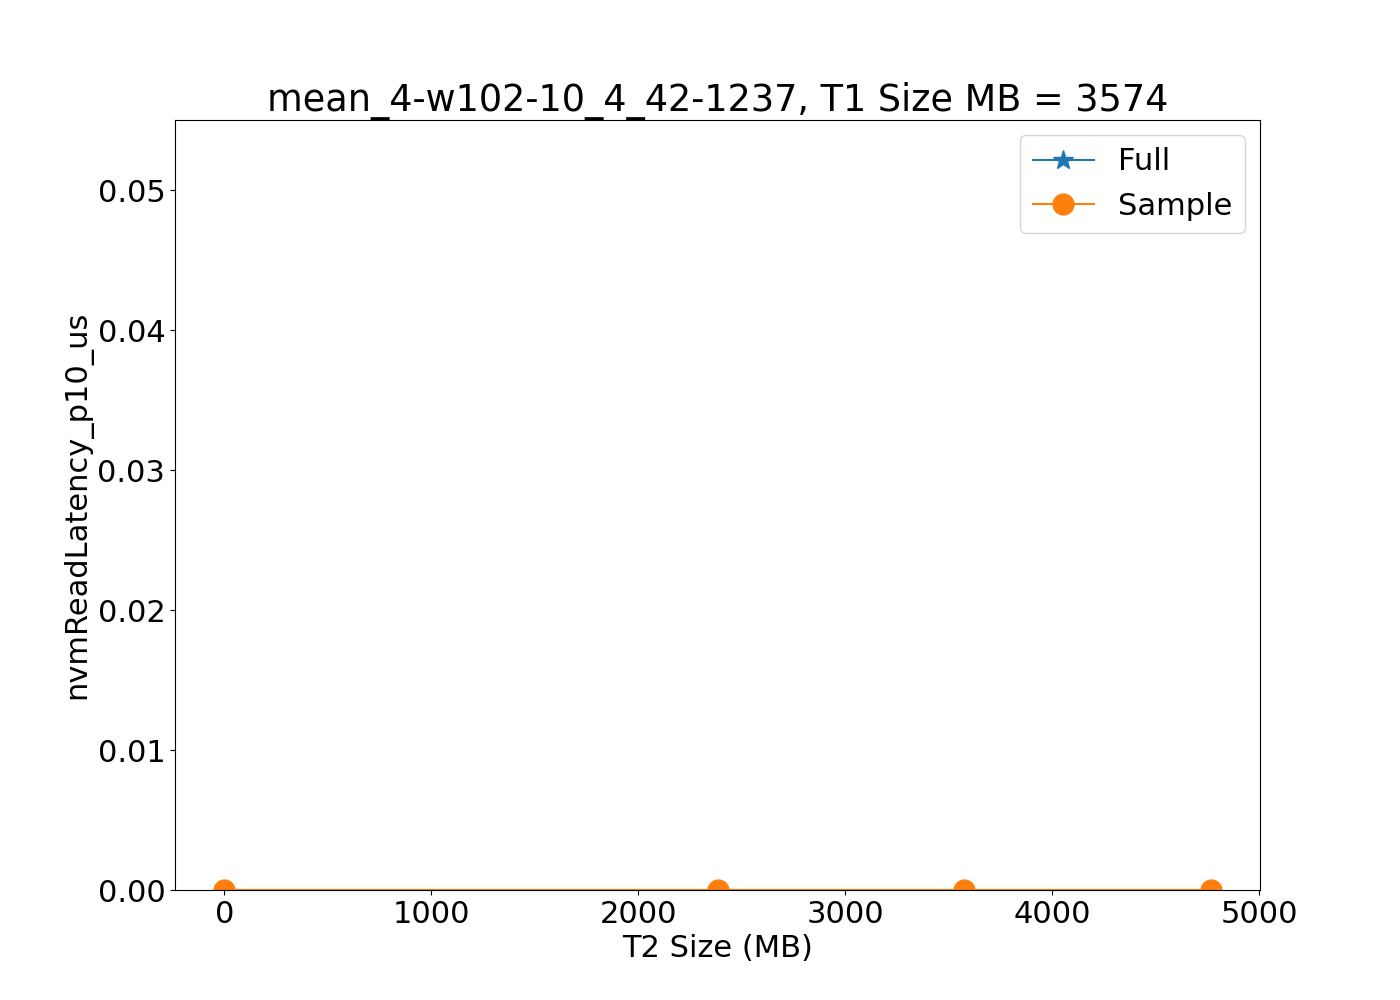 mean_4-w102-10_4_42-1237, T1 Size MB = 3574
Full
Sample
nvmReadLatency_p10_us
0.05
0.04
0.03
0.02
0.01
0.00
0 1000 2000 3000 4000 5000
T2 Size (MB)